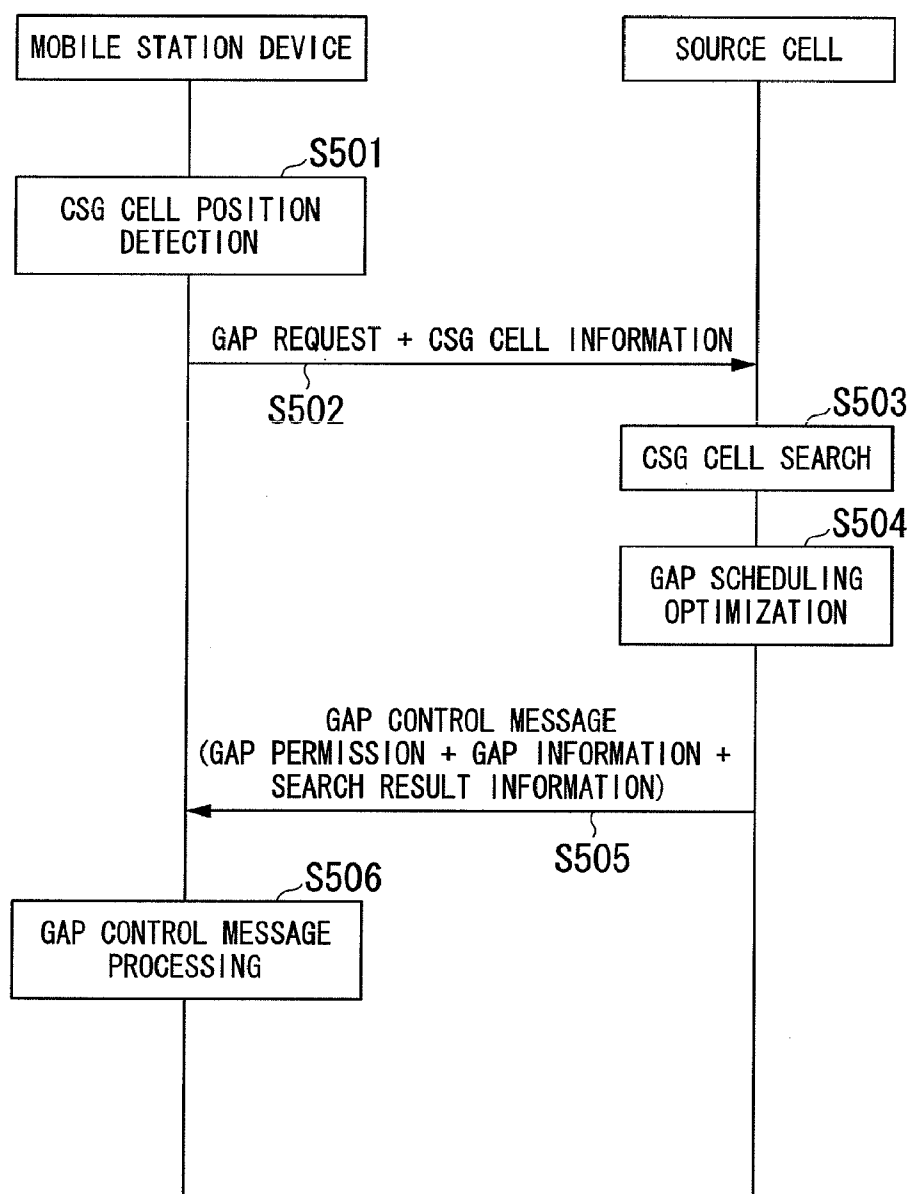 MOBILE STATION DEVICE
SOURCE CELL
S501
CSG CELL POSITION
DETECTION
GAP REQUEST + CSG CELL INFORMATION
S502
S503
CSG CELL SEARCH
S504
GAP SCHEDULING
OPTIMIZATION
GAP CONTROL MESSAGE
(GAP PERMISSION + GAP INFORMATION +
SEARCH RESULT INFORMATION)
S505
S506
GAP CONTROL MESSAGE
PROCESSING